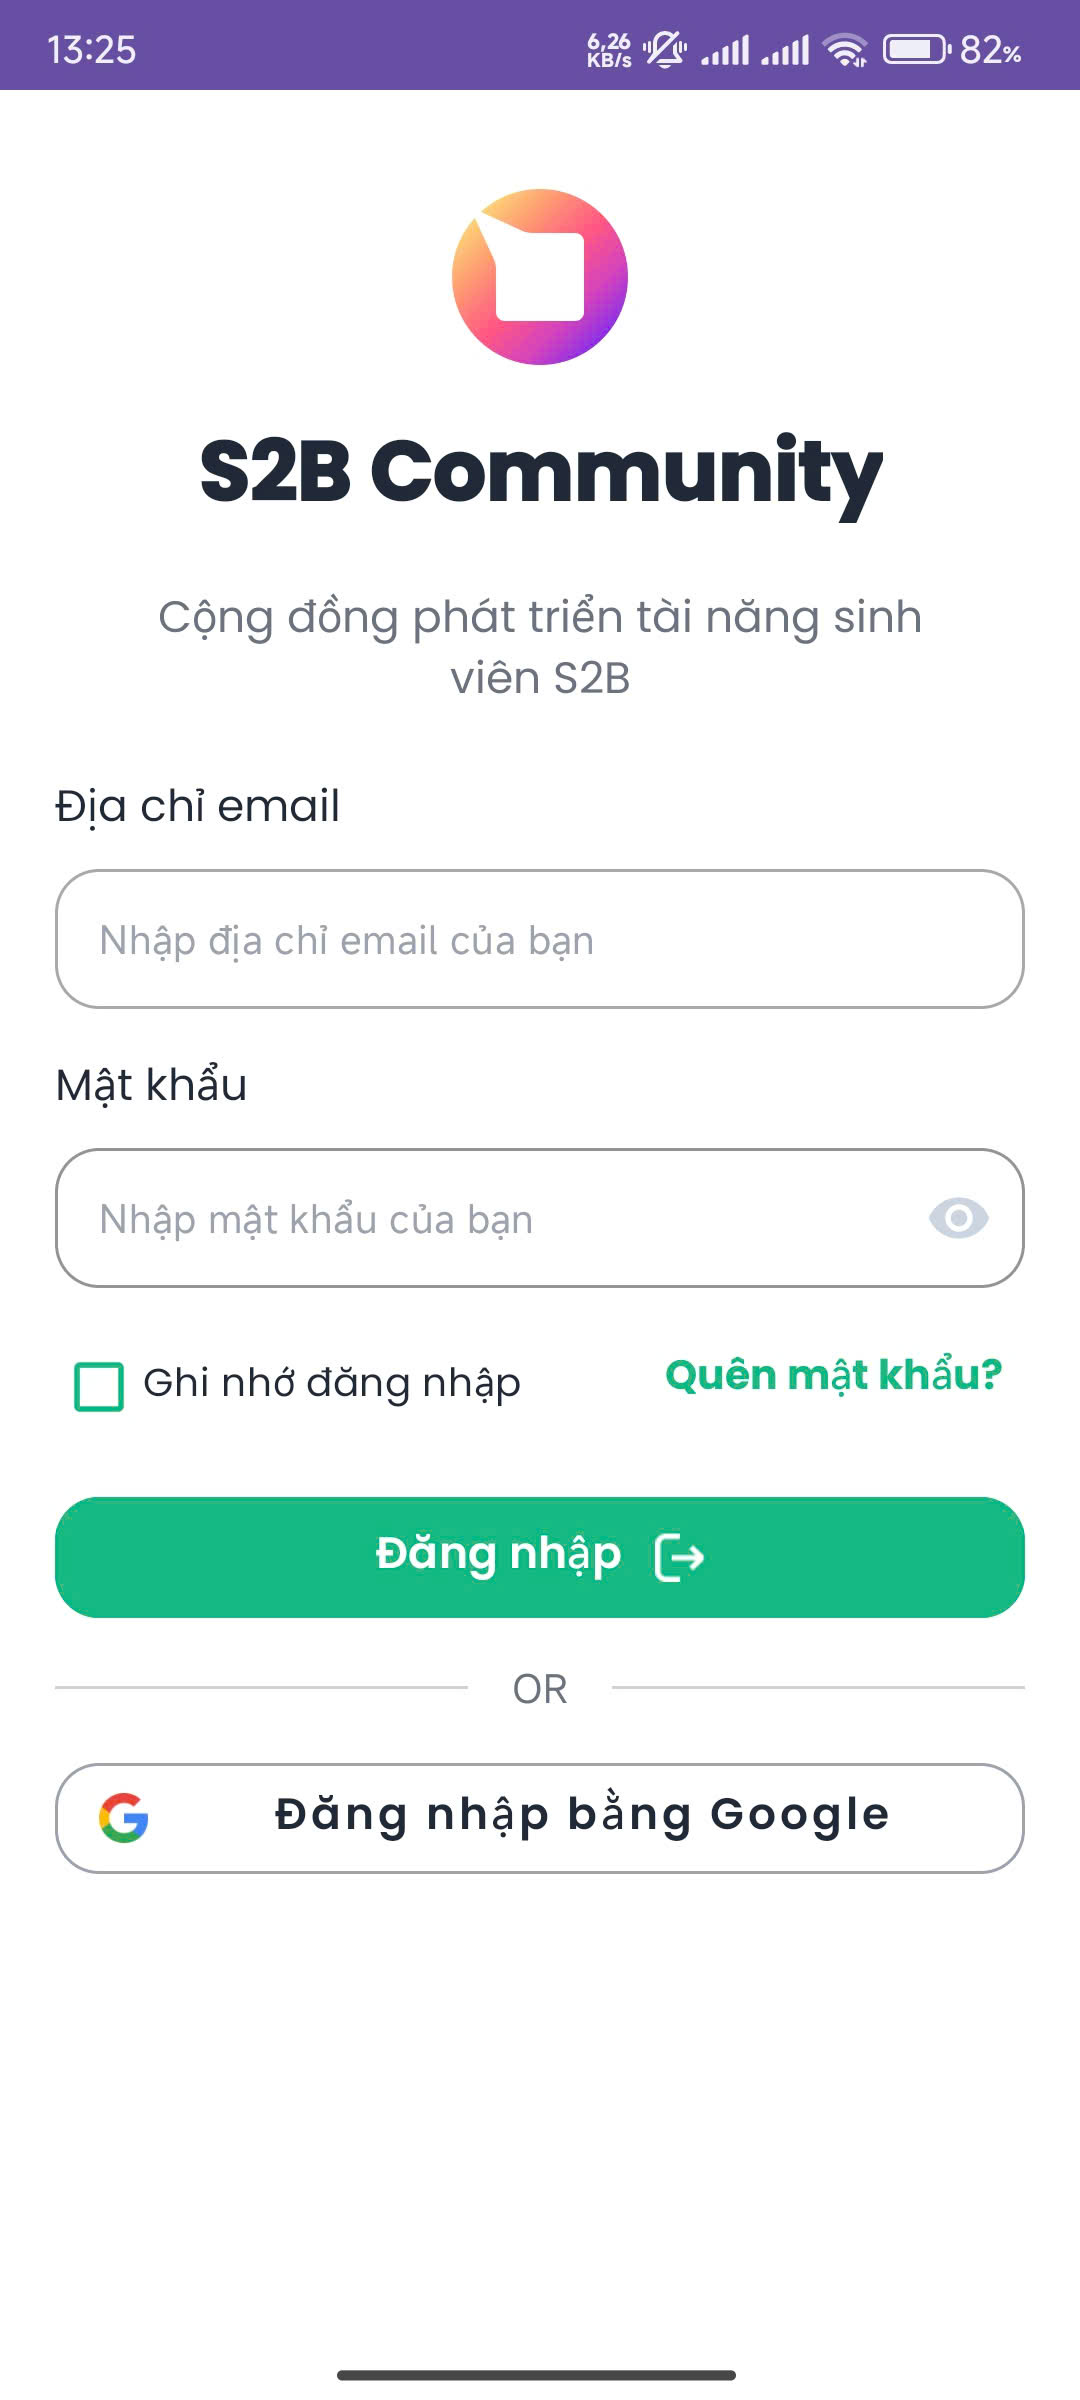 13:25
6,26
KB/s
82%
S2B Community
Cộng đồng phát triển tài năng sinh
viên S2B
Địa chỉ email
Nhập địa chỉ email của bạn
Mật khẩu
Nhập mật khẩu của bạn
Ghi nhớ đăng nhập
Quên mật khẩu?
Đăng nhập
OR
Đăng nhập bằng Google